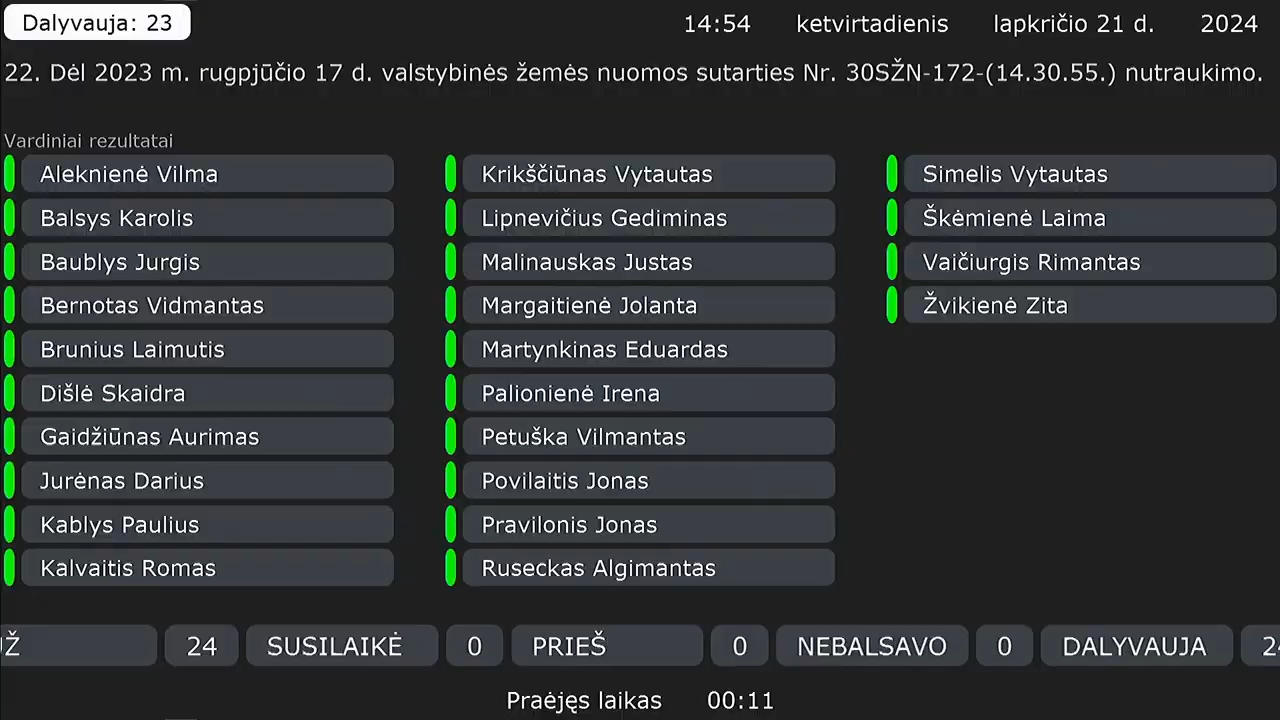 Dalyvauja: 23 14:54 ketvirtadienis lapkričio 21 d. 2024
22. Dėl 2023 m. rugpjūčio 17 d. valstybinės žemės nuomos sutarties Nr. 30SŽN-172-(14.30.55.) nutraukimo.
Vardiniai rezultatai
Aleknienė Vilma
Balsys Karolis
Baublys Jurgis
Bernotas Vidmantas
Brunius Laimutis
Dišlė Skaidra
Gaidžiūnas Aurimas
Jurėnas Darius
Kablys Paulius
Kalvaitis Romas
Krikščiūnas Vytautas
Lipnevičius Gediminas
Malinauskas Justas
Margaitienė Jolanta
Martynkinas Eduardas
Palionienė Irena
Petuška Vilmantas
Povilaitis Jonas
Pravilonis Jonas
Ruseckas Algimantas
Simelis Vytautas
Škėmienė Laima
Vaičiurgis Rimantas
Žvikienė Zita
Ž 24 SUSILAIKĖ 0 PRIEŠ 0 NEBALSAVO 0 DALYVAUJA
Praėjęs laikas 00:11